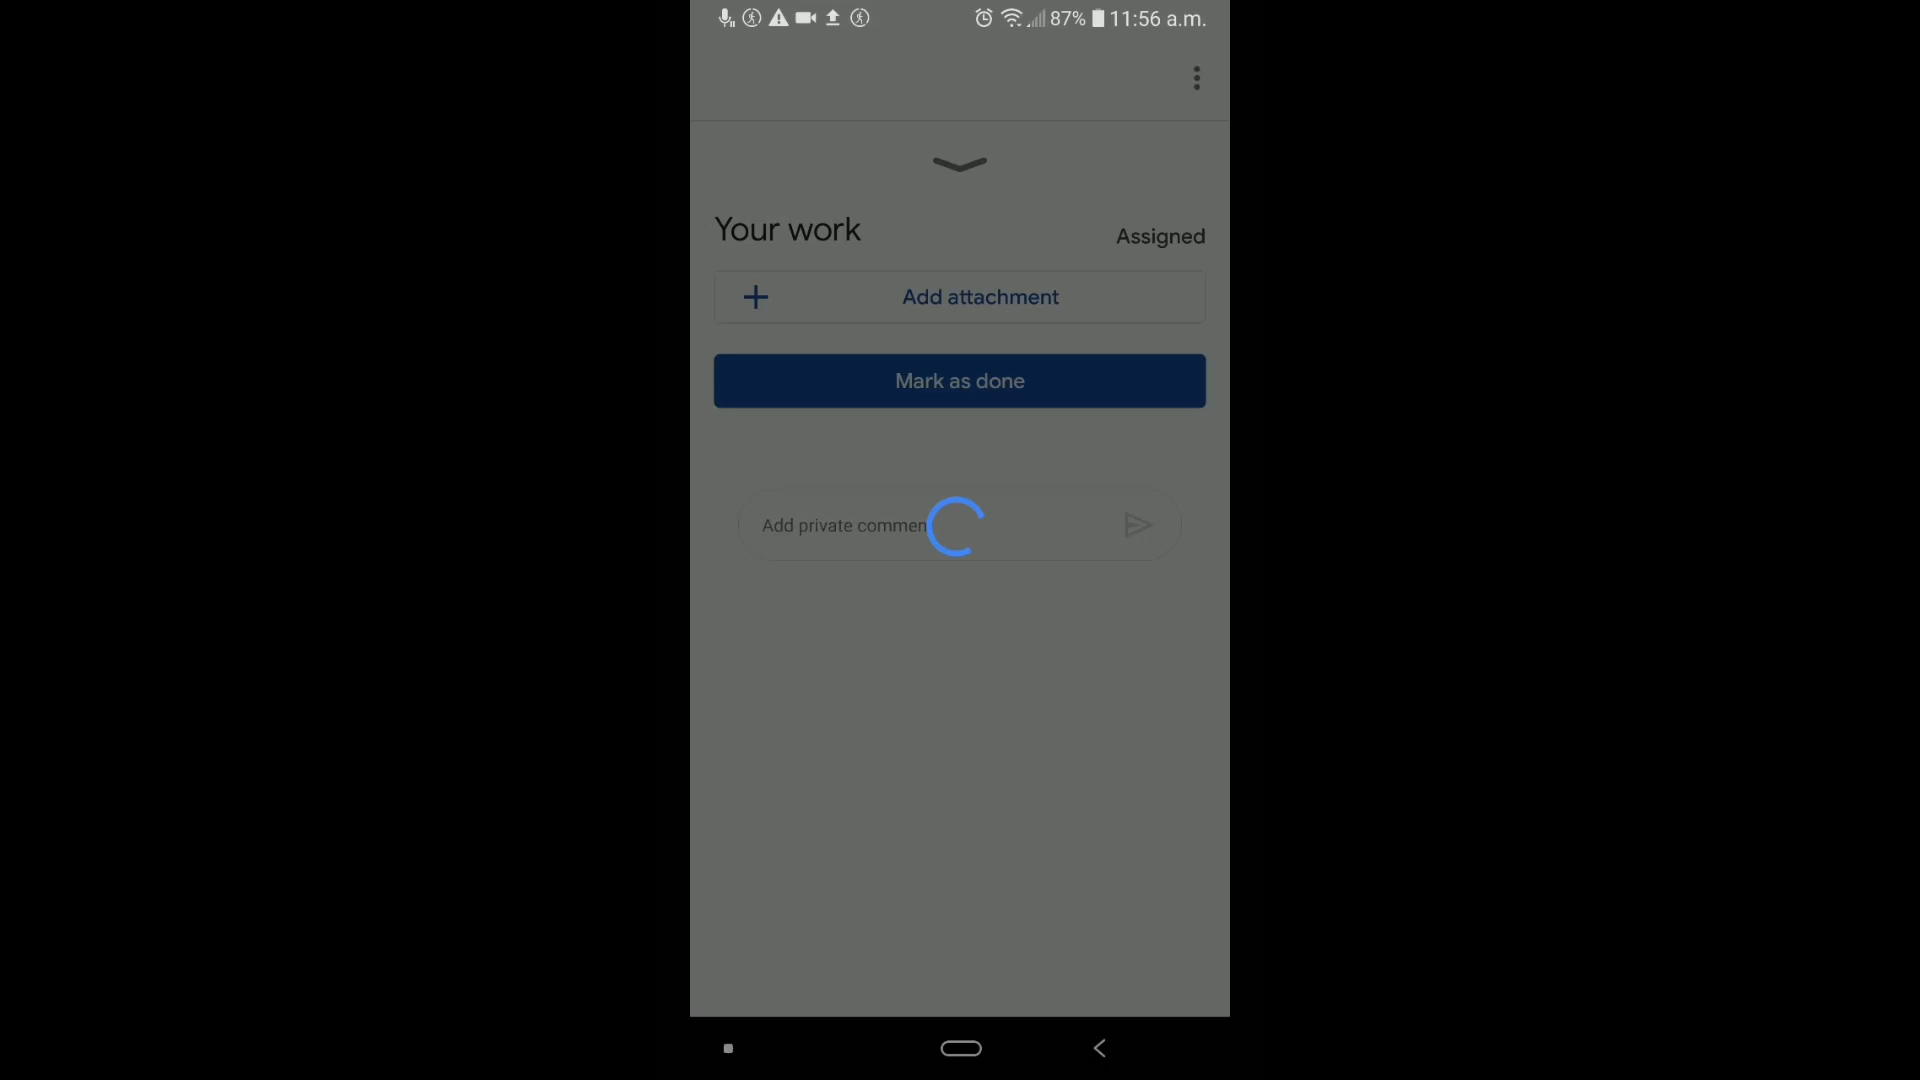 87% 11:56 a.m.
Your work
Assigned
Add attachment
Mark as done
Add private commen